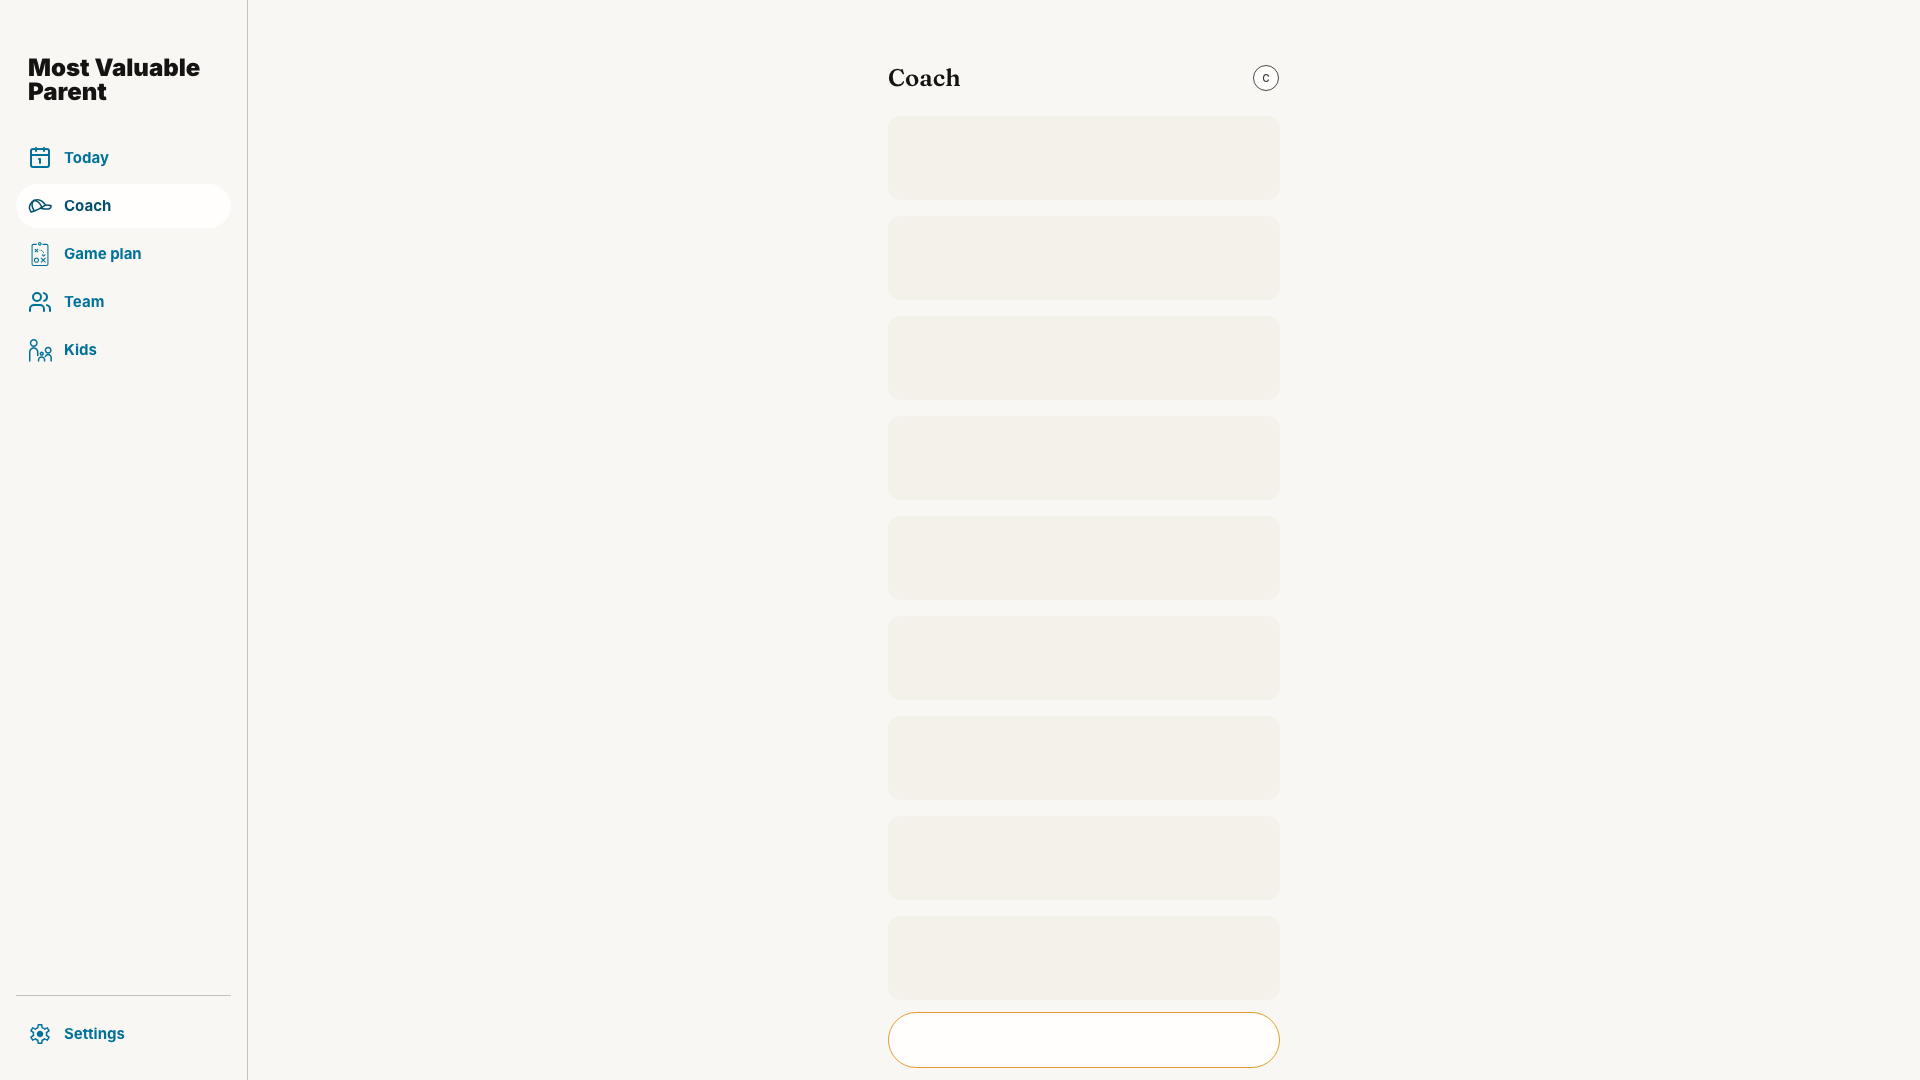 Most Valuable
Parent
Today
Coach
Game plan
Team
Kids
Settings
Coach
C